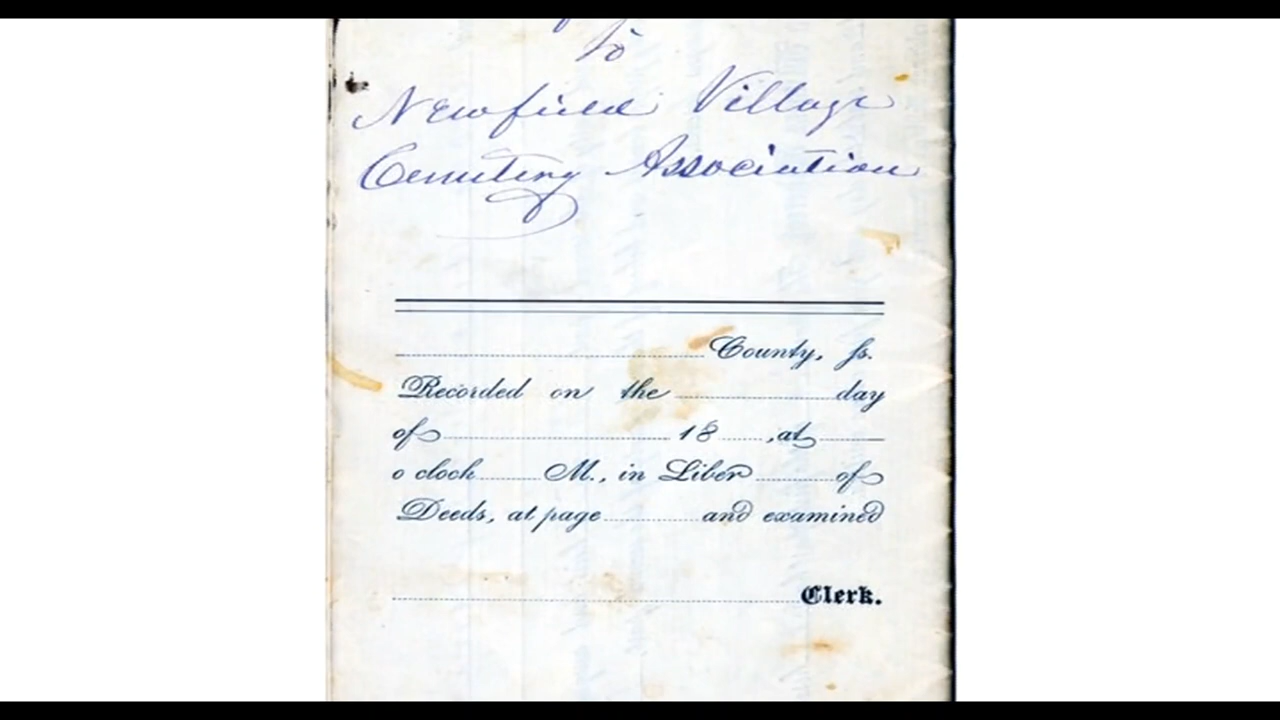 to
Newfield Village
Cemetery Association
County, ss.
Recorded on the day
of 18 , at
o clock M., in Liber of
Deeds, at page and examined
Clerk.